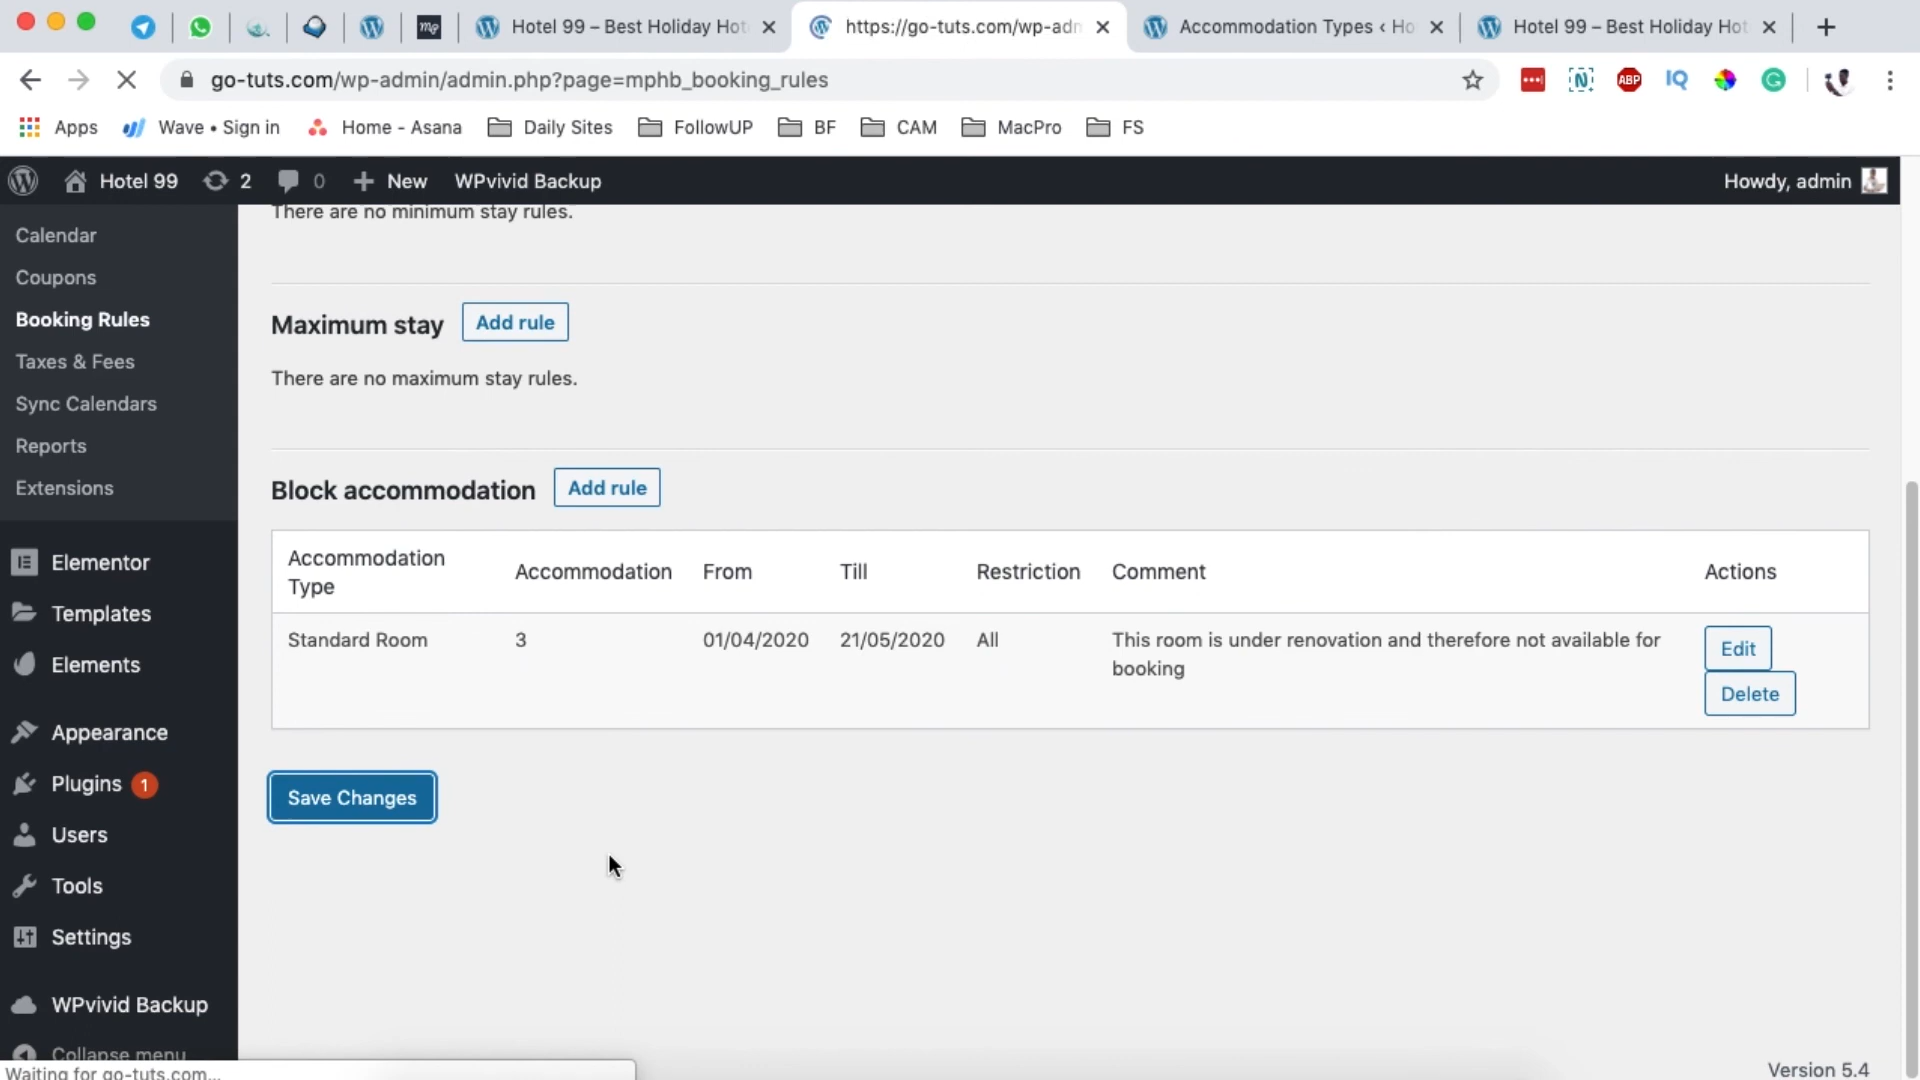 Hotel 99 – Best Holiday Hot
https://go-tuts.com/wp-adn
Accommodation Types ‹ Ho
Hotel 99 – Best Holiday Hot
go-tuts.com/wp-admin/admin.php?page=mphb_booking_rules
ABP
IQ
Apps
Wave • Sign in
Home - Asana
Daily Sites
FollowUP
BF
CAM
MacPro
FS
Hotel 99
2
0
New
WPvivid Backup
Howdy, admin
There are no minimum stay rules.
Calendar
Coupons
Booking Rules
Taxes & Fees
Sync Calendars
Reports
Extensions
Elementor
Templates
Elements
Appearance
Plugins 1
Users
Tools
Settings
WPvivid Backup
Collapse menu
Maximum stay
Add rule
There are no maximum stay rules.
Block accommodation
Add rule
Accommodation
Type
Accommodation
From
Till
Restriction
Comment
Actions
Standard Room
3
01/04/2020
21/05/2020
All
This room is under renovation and therefore not available for
booking
Edit
Delete
Save Changes
Waiting for go-tuts.com...
Version 5.4